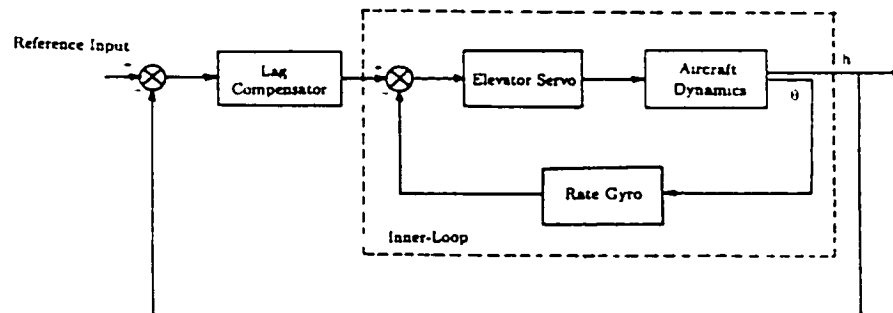 Reference Input
Lag
Compensator
Elevator Servo
Aircraft
Dynamics
h
θ
Rate Gyro
Inner-Loop